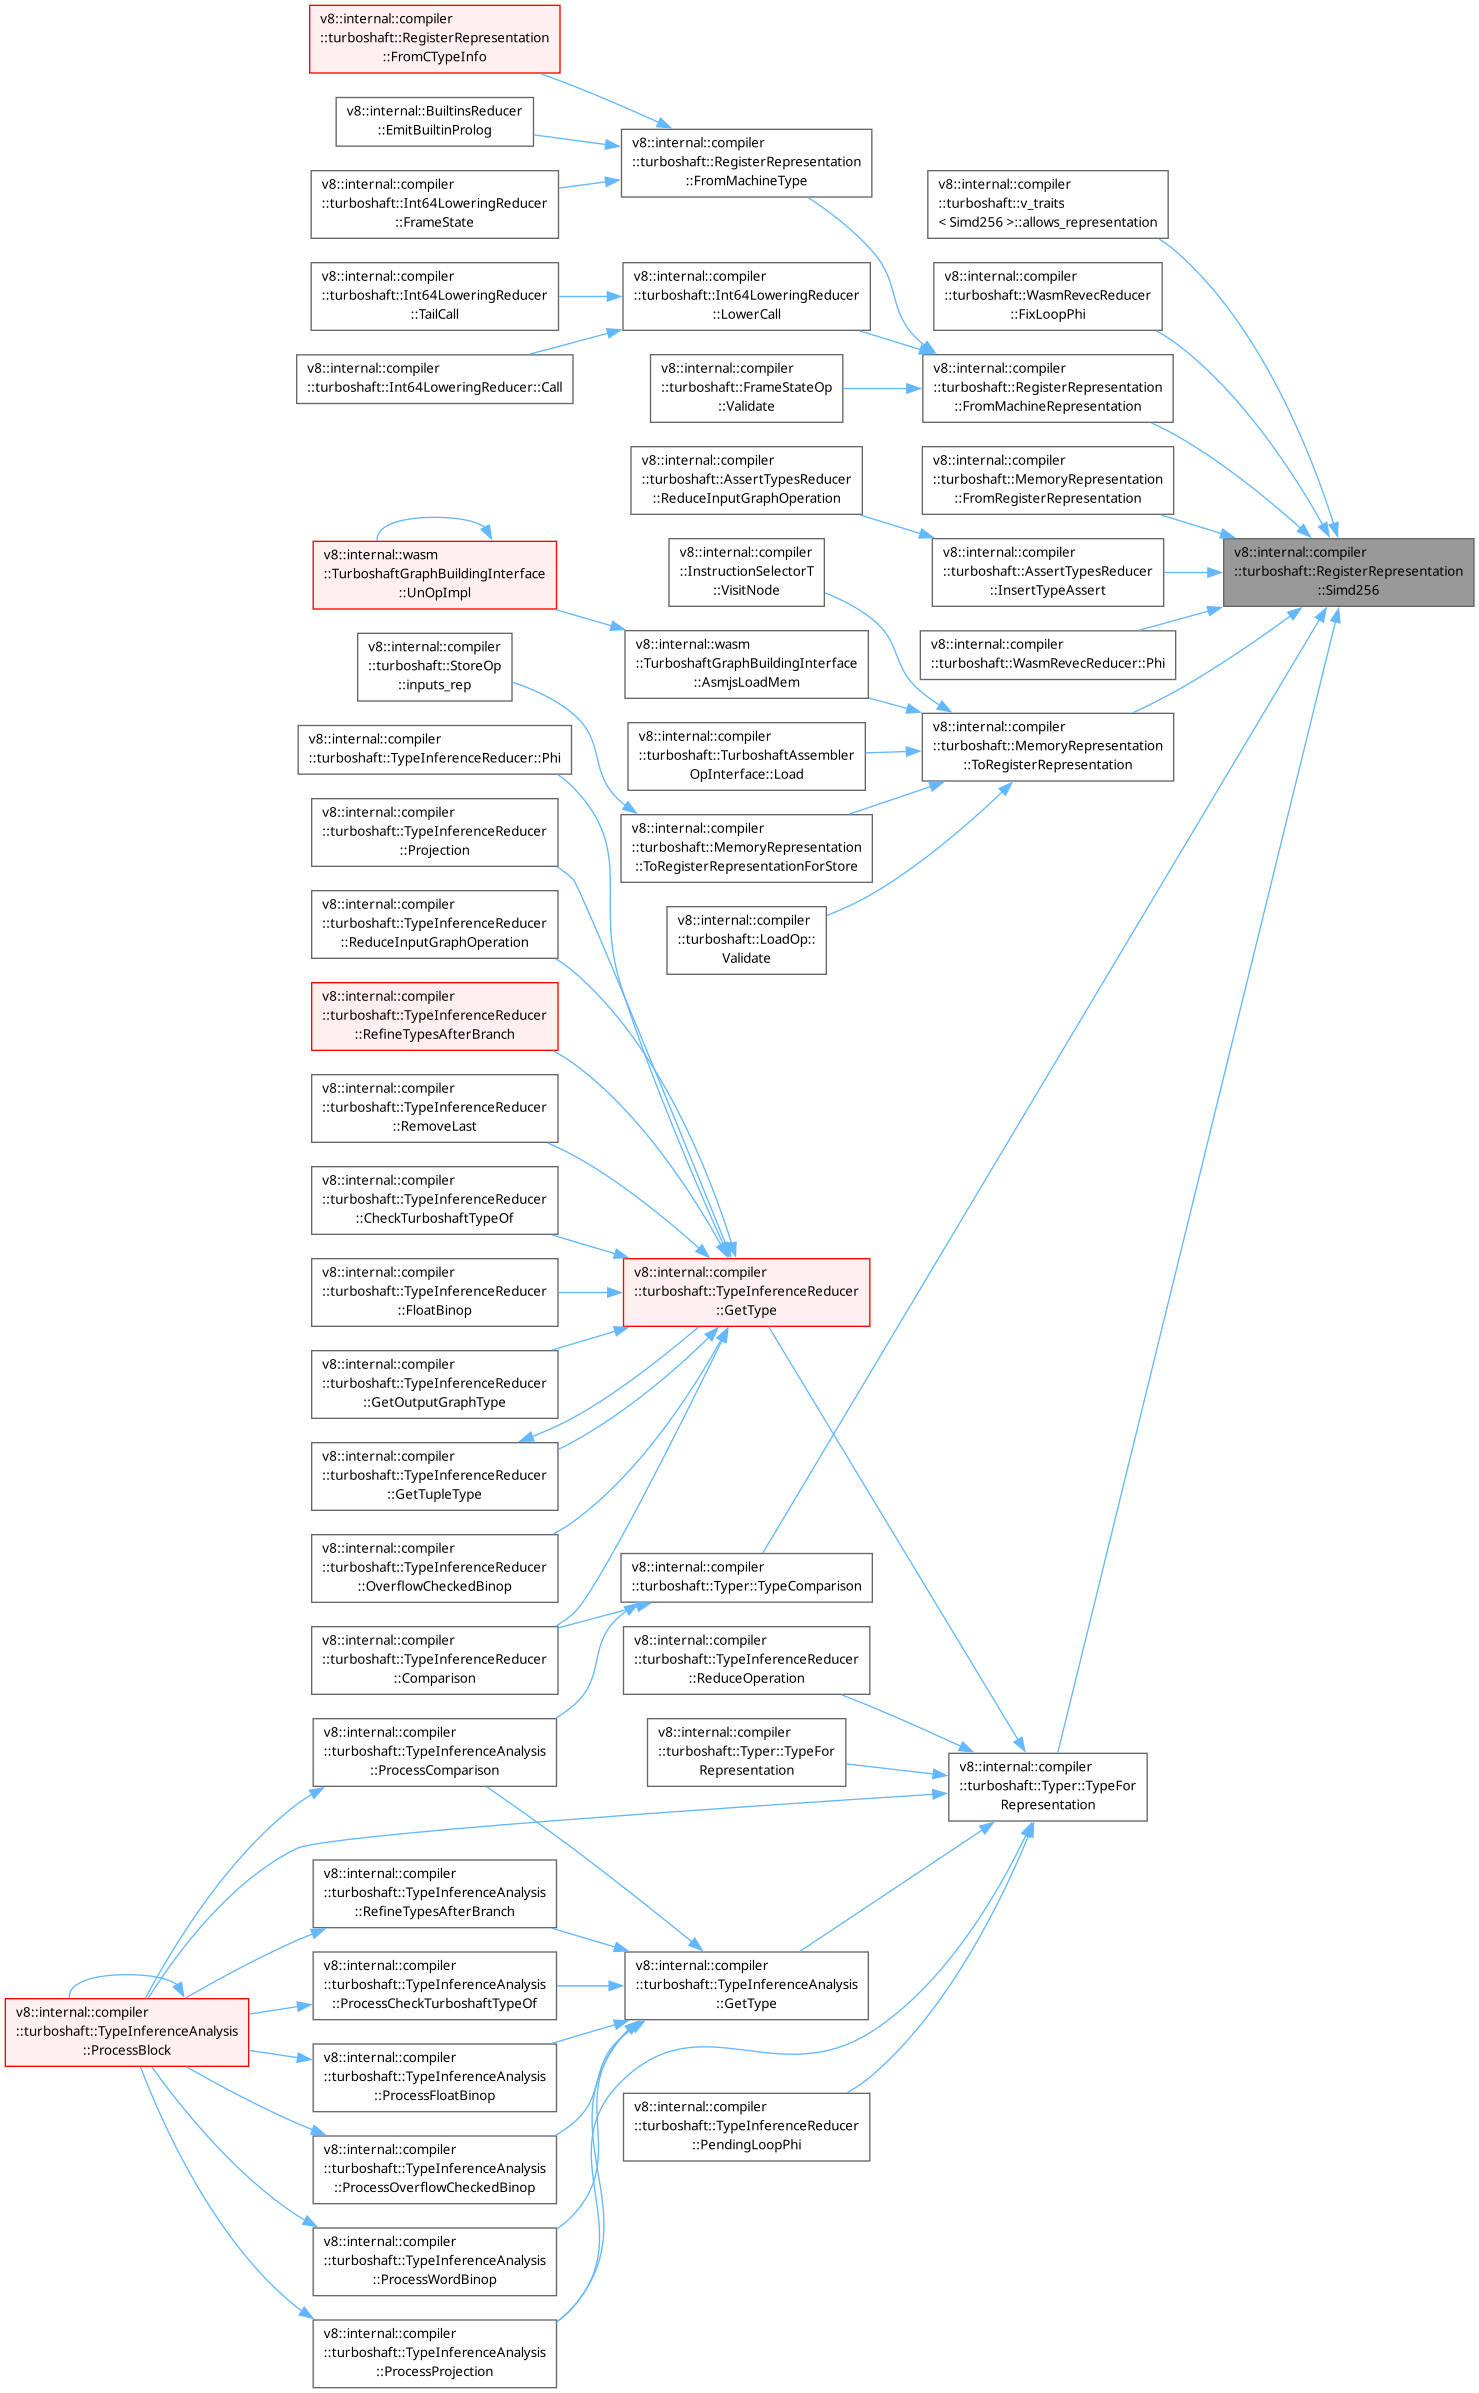 v8::internal::compiler
::turboshaft::RegisterRepresentation
::FromCTypeInfo
v8::internal::BuiltinsReducer
::EmitBuiltinProlog
v8::internal::compiler
::turboshaft::RegisterRepresentation
::FromMachineType
v8::internal::compiler
::turboshaft::Int64LoweringReducer
::FrameState
v8::internal::compiler
::turboshaft::v_traits
< Simd256 >::allows_representation
v8::internal::compiler
::turboshaft::Int64LoweringReducer
::TailCall
v8::internal::compiler
::turboshaft::Int64LoweringReducer
::LowerCall
v8::internal::compiler
::turboshaft::WasmRevecReducer
::FixLoopPhi
v8::internal::compiler
::turboshaft::Int64LoweringReducer::Call
v8::internal::compiler
::turboshaft::FrameStateOp
::Validate
v8::internal::compiler
::turboshaft::RegisterRepresentation
::FromMachineRepresentation
v8::internal::compiler
::turboshaft::AssertTypesReducer
::ReduceInputGraphOperation
v8::internal::compiler
::turboshaft::MemoryRepresentation
::FromRegisterRepresentation
v8::internal::wasm
::TurboshaftGraphBuildingInterface
::UnOpImpl
v8::internal::compiler
::InstructionSelectorT
::VisitNode
v8::internal::compiler
::turboshaft::AssertTypesReducer
::InsertTypeAssert
v8::internal::compiler
::turboshaft::RegisterRepresentation
::Simd256
v8::internal::compiler
::turboshaft::StoreOp
::inputs_rep
v8::internal::wasm
::TurboshaftGraphBuildingInterface
::AsmjsLoadMem
v8::internal::compiler
::turboshaft::WasmRevecReducer::Phi
v8::internal::compiler
::turboshaft::TypeInferenceReducer::Phi
v8::internal::compiler
::turboshaft::TurboshaftAssembler
OpInterface::Load
v8::internal::compiler
::turboshaft::MemoryRepresentation
::ToRegisterRepresentation
v8::internal::compiler
::turboshaft::TypeInferenceReducer
::Projection
v8::internal::compiler
::turboshaft::MemoryRepresentation
::ToRegisterRepresentationForStore
v8::internal::compiler
::turboshaft::TypeInferenceReducer
::ReduceInputGraphOperation
v8::internal::compiler
::turboshaft::LoadOp::
Validate
v8::internal::compiler
::turboshaft::TypeInferenceReducer
::RefineTypesAfterBranch
v8::internal::compiler
::turboshaft::TypeInferenceReducer
::RemoveLast
v8::internal::compiler
::turboshaft::TypeInferenceReducer
::CheckTurboshaftTypeOf
v8::internal::compiler
::turboshaft::TypeInferenceReducer
::FloatBinop
v8::internal::compiler
::turboshaft::TypeInferenceReducer
::GetType
v8::internal::compiler
::turboshaft::TypeInferenceReducer
::GetOutputGraphType
v8::internal::compiler
::turboshaft::TypeInferenceReducer
::GetTupleType
v8::internal::compiler
::turboshaft::TypeInferenceReducer
::OverflowCheckedBinop
v8::internal::compiler
::turboshaft::Typer::TypeComparison
v8::internal::compiler
::turboshaft::TypeInferenceReducer
::Comparison
v8::internal::compiler
::turboshaft::TypeInferenceReducer
::ReduceOperation
v8::internal::compiler
::turboshaft::TypeInferenceAnalysis
::ProcessComparison
v8::internal::compiler
::turboshaft::Typer::TypeFor
Representation
v8::internal::compiler
::turboshaft::Typer::TypeFor
Representation
v8::internal::compiler
::turboshaft::TypeInferenceAnalysis
::RefineTypesAfterBranch
v8::internal::compiler
::turboshaft::TypeInferenceAnalysis
::ProcessCheckTurboshaftTypeOf
v8::internal::compiler
::turboshaft::TypeInferenceAnalysis
::GetType
v8::internal::compiler
::turboshaft::TypeInferenceAnalysis
::ProcessBlock
v8::internal::compiler
::turboshaft::TypeInferenceAnalysis
::ProcessFloatBinop
v8::internal::compiler
::turboshaft::TypeInferenceReducer
::PendingLoopPhi
v8::internal::compiler
::turboshaft::TypeInferenceAnalysis
::ProcessOverflowCheckedBinop
v8::internal::compiler
::turboshaft::TypeInferenceAnalysis
::ProcessWordBinop
v8::internal::compiler
::turboshaft::TypeInferenceAnalysis
::ProcessProjection